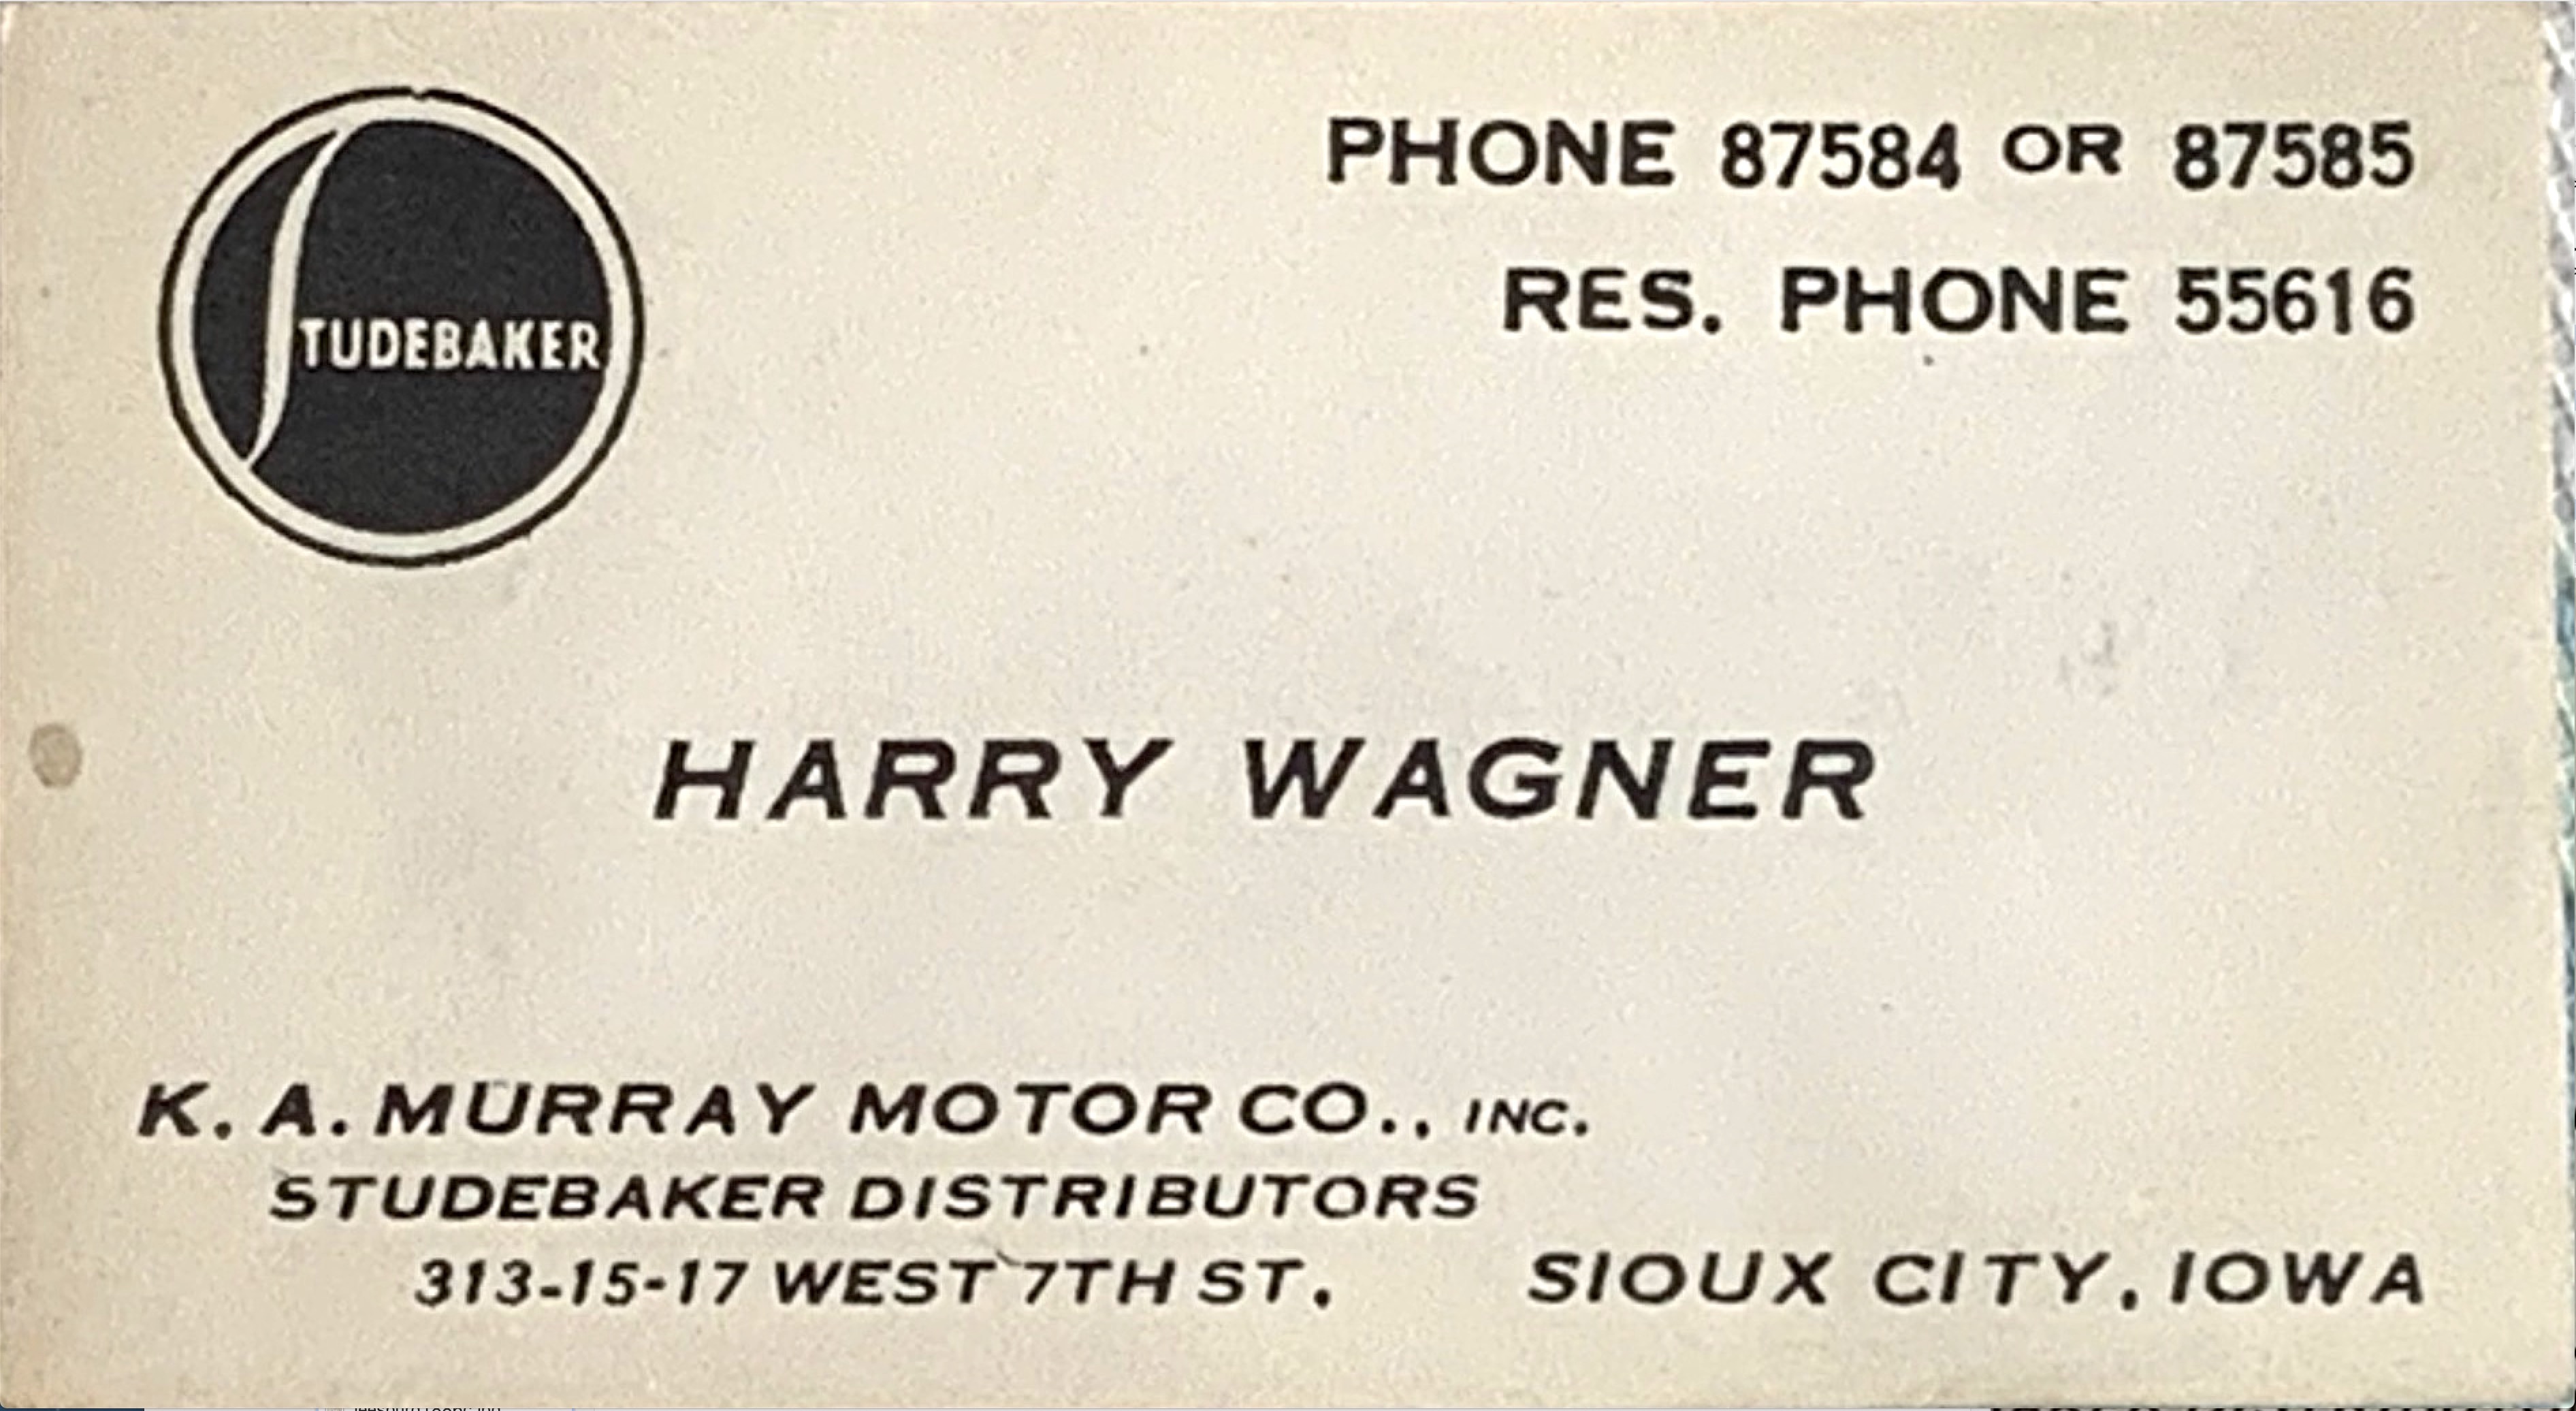 STUDEBAKER
PHONE 87584 OR 87585
RES. PHONE 55616
HARRY WAGNER
K. A. MURRAY MOTOR CO., INC.
STUDEBAKER DISTRIBUTORS
313-15-17 WEST 7TH ST. SIOUX CITY, IOWA